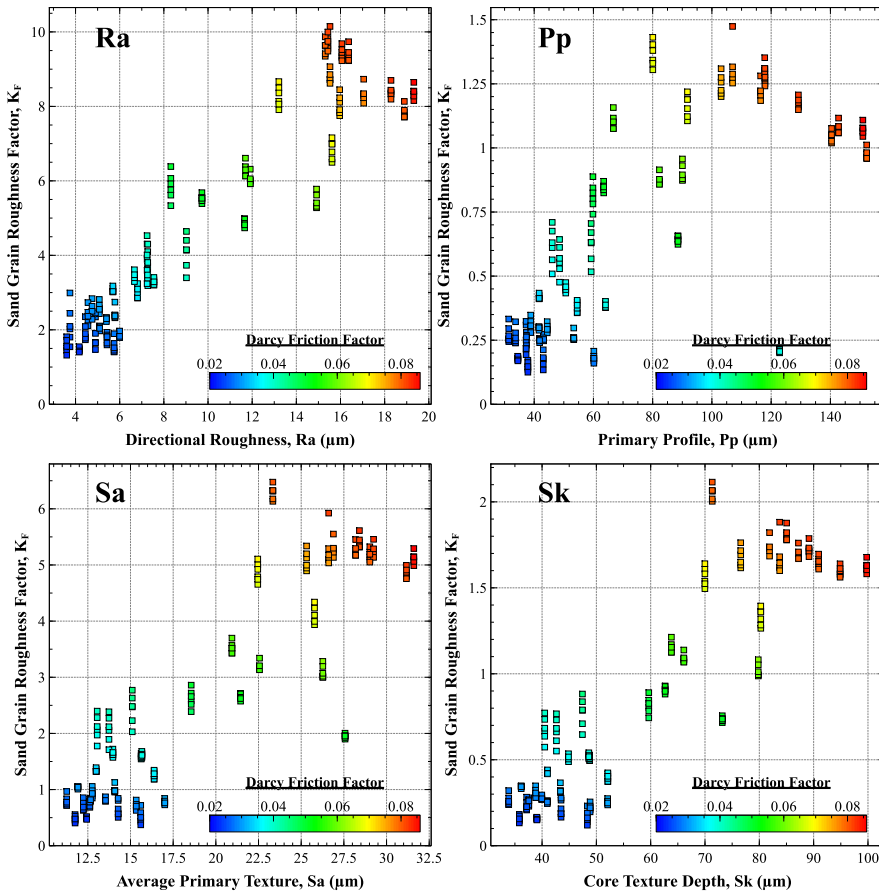 Ra
Sand Grain Roughness Factor, K_F
10
8
6
4
2
0
Darcy Friction Factor
0.02 0.04 0.06 0.08
4 6 8 10 12 14 16 18 20
Directional Roughness, Ra (µm)
Pp
Sand Grain Roughness Factor, K_F
1.5
1.25
1
0.75
0.5
0.25
0
Darcy Friction Factor
0.02 0.04 0.06 0.08
40 60 80 100 120 140
Primary Profile, Pp (µm)
Sa
Sand Grain Roughness Factor, K_F
6
5
4
3
2
1
0
Darcy Friction Factor
0.02 0.04 0.06 0.08
12.5 15 17.5 20 22.5 25 27.5 30 32.5
Average Primary Texture, Sa (µm)
Sk
Sand Grain Roughness Factor, K_F
2
1.5
1
0.5
0
Darcy Friction Factor
0.02 0.04 0.06 0.08
40 50 60 70 80 90 100
Core Texture Depth, Sk (µm)